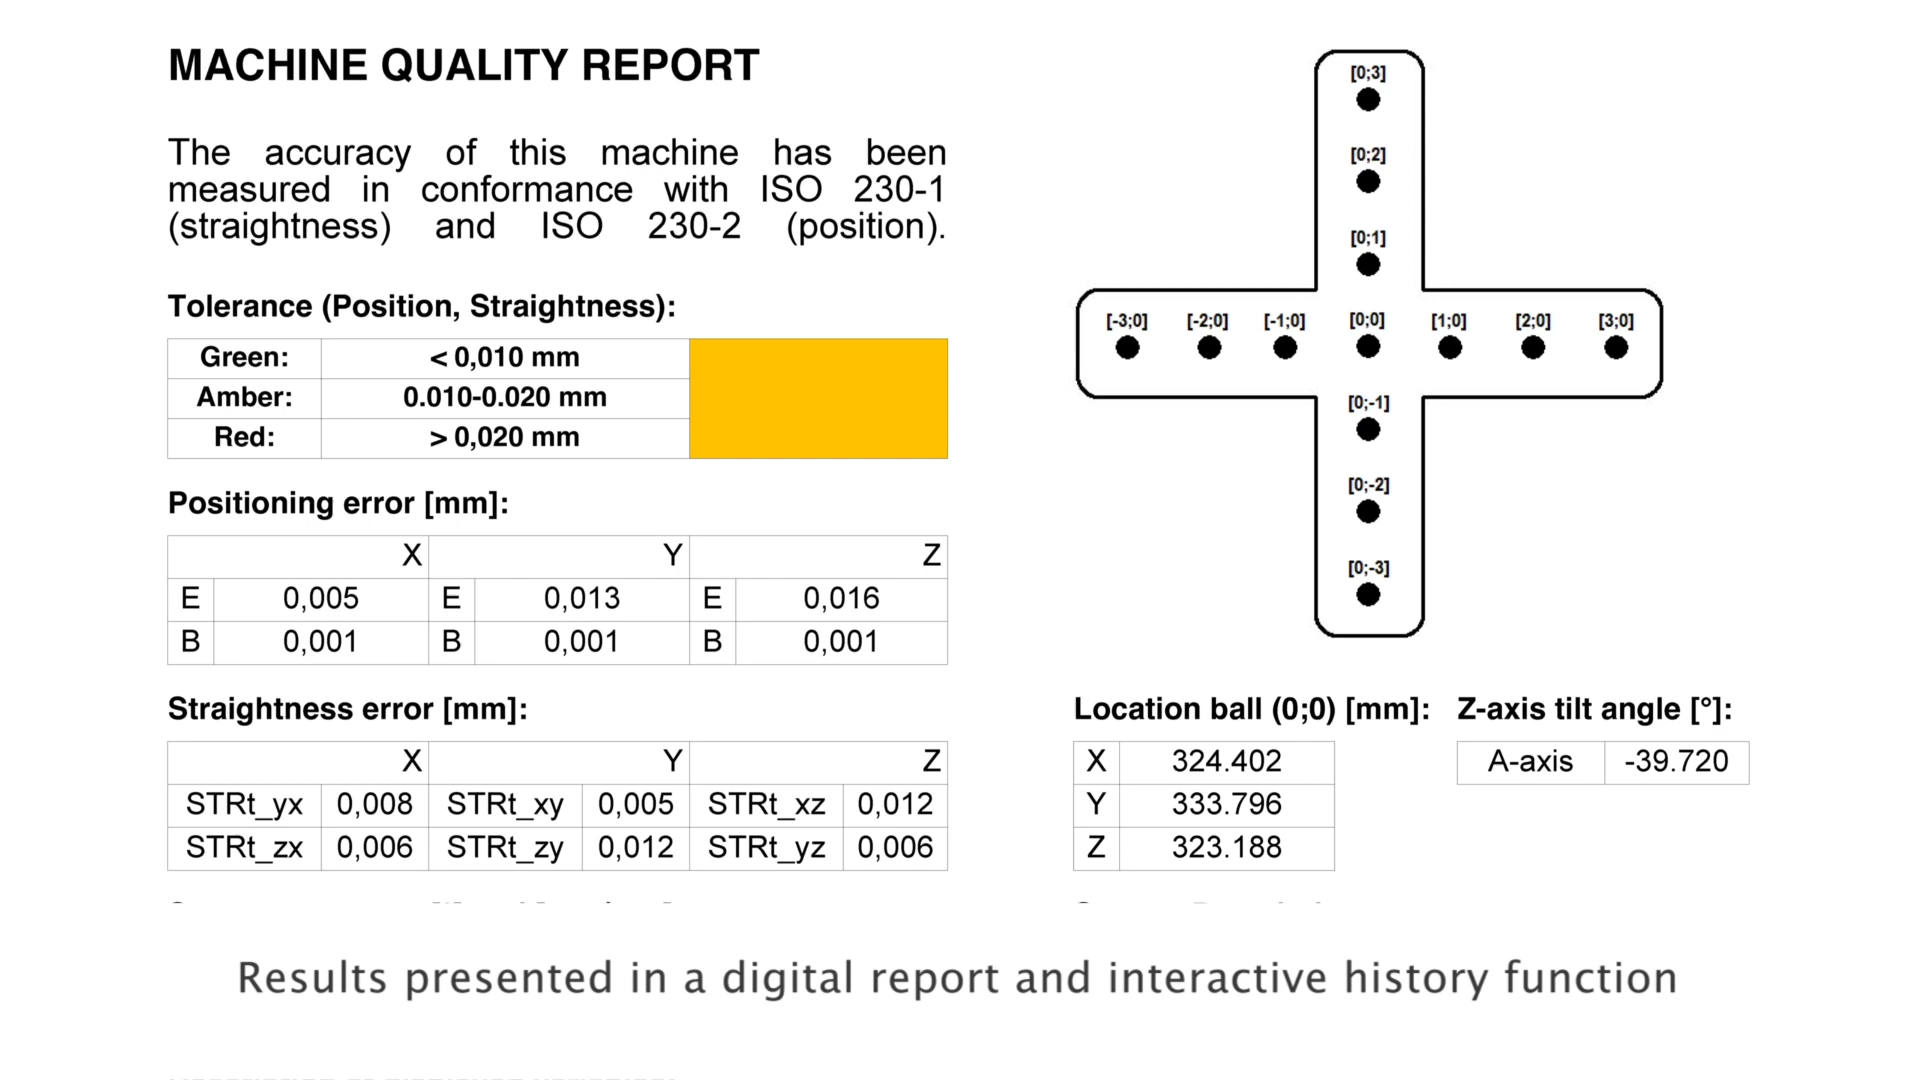 MACHINE QUALITY REPORT
The accuracy of this machine has been
measured in conformance with ISO 230-1
(straightness) and ISO 230-2 (position).
Tolerance (Position, Straightness):
Green: < 0,010 mm
Amber: 0.010-0.020 mm
Red: > 0,020 mm
Positioning error [mm]:
X Y Z
E 0,005 E 0,013 E 0,016
B 0,001 B 0,001 B 0,001
Straightness error [mm]:
X Y Z
STRt_yx 0,008 STRt_xy 0,005 STRt_xz 0,012
STRt_zx 0,006 STRt_zy 0,012 STRt_yz 0,006
[0;3]
[0;2]
[0;1]
[-3;0] [-2;0] [-1;0] [0;0] [1;0] [2;0] [3;0]
[0;-1]
[0;-2]
[0;-3]
Location ball (0;0) [mm]:
X 324.402
Y 333.796
Z 323.188
Z-axis tilt angle [°]:
A-axis -39.720
Results presented in a digital report and interactive history function